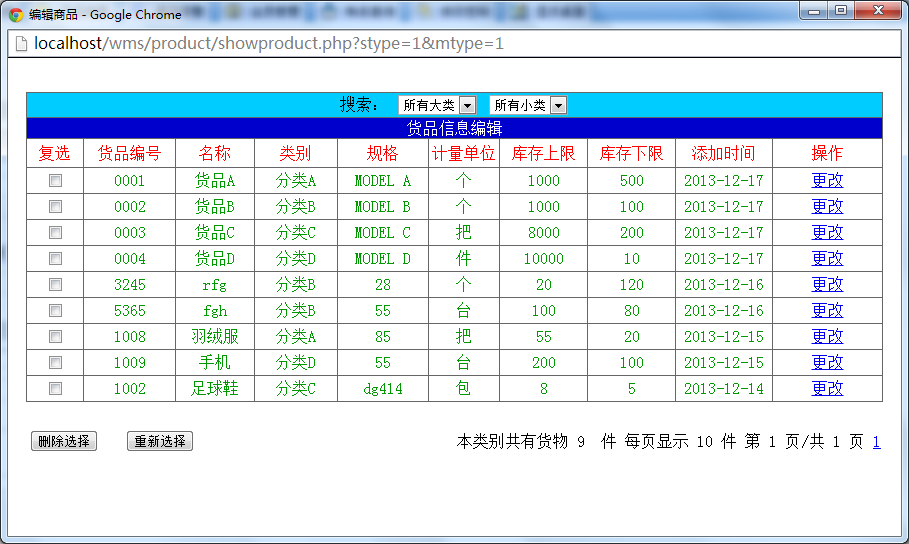 编辑商品 - Google Chrome
localhost/wms/product/showproduct.php?stype=1&mtype=1
搜索： 所有大类 所有小类
货品信息编辑
复选 货品编号 名称 类别 规格 计量单位 库存上限 库存下限 添加时间 操作
0001 货品A 分类A MODEL A 个 1000 500 2013-12-17 更改
0002 货品B 分类B MODEL B 个 1000 100 2013-12-17 更改
0003 货品C 分类C MODEL C 把 8000 200 2013-12-17 更改
0004 货品D 分类D MODEL D 件 10000 10 2013-12-17 更改
3245 rfg 分类B 28 个 20 120 2013-12-16 更改
5365 fgh 分类B 55 台 100 80 2013-12-16 更改
1008 羽绒服 分类A 85 把 55 20 2013-12-15 更改
1009 手机 分类D 55 台 200 100 2013-12-15 更改
1002 足球鞋 分类C dg414 包 8 5 2013-12-14 更改
删除选择 重新选择 本类别共有货物 9 件 每页显示 10 件 第 1 页/共 1 页 1